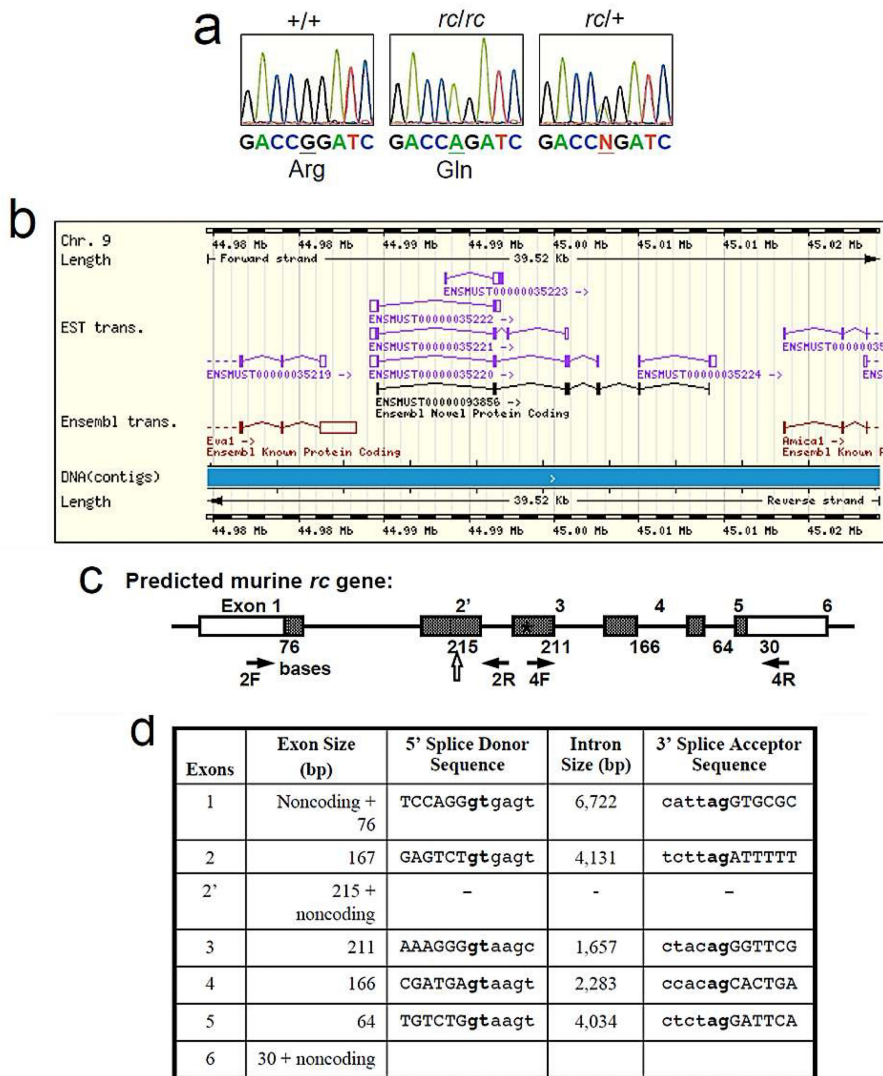 a
+/+ rc/rc rc/+
GACCGGATC GACCAGATC GACCNGATC
Arg Gln
b
Chr. 9 44.98 Mb 44.98 Mb 44.99 Mb 44.99 Mb 45.00 Mb 45.01 Mb 45.01 Mb 45.02 Mb
Length Forward strand 39.52 Kb
ENSMUST00000035223 ->
EST trans. ENSMUST00000035222 ->
ENSMUST00000035221 -> ENSMUST000000035
ENSMUST00000035219 -> ENSMUST00000035220 -> ENSMUST00000035224 -> ENS
ENSMUST00000093856 ->
Ensembl Novel Protein Coding
Ensembl trans.
Eva1 -> Amica1 ->
Ensembl Known Protein Coding Ensembl Known P
DNA(contigs) >
Length 39.52 Kb Reverse strand
44.98 Mb 44.98 Mb 44.99 Mb 44.99 Mb 45.00 Mb 45.01 Mb 45.01 Mb 45.02 Mb
c Predicted murine rc gene:
Exon 1 2' 3 4 5 6
*
76 215 211 166 64 30
2F bases 2R 4F 4R
d
Exons Exon Size (bp) 5' Splice Donor Sequence Intron Size (bp) 3' Splice Acceptor Sequence
1 Noncoding + 76 TCCAGGgtgagt 6,722 cattagGTGCGC
2 167 GAGTCTgtgagt 4,131 tcttagATTTTT
2' 215 + noncoding – - –
3 211 AAAGGGgtaagc 1,657 ctacagGGTTCG
4 166 CGATGAgtaagt 2,283 ccacagCACTGA
5 64 TGTCTGgtaagt 4,034 ctctagGATTCA
6 30 + noncoding